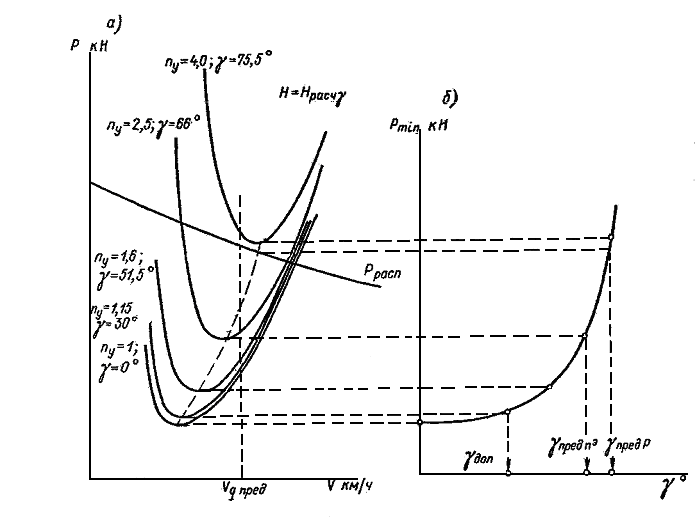 а)
P кН
n_y=4,0; γ=75,5°
H=H_расч γ
б)
P_min кН
n_y=2,5; γ=66°
P_расп
n_y=1,6;
γ=51,5°
n_y=1,15
γ=30°
n_y=1;
γ=0°
γ_доп
γ_пред пэ
γ_пред р
V_q пред
V км/ч
γ°